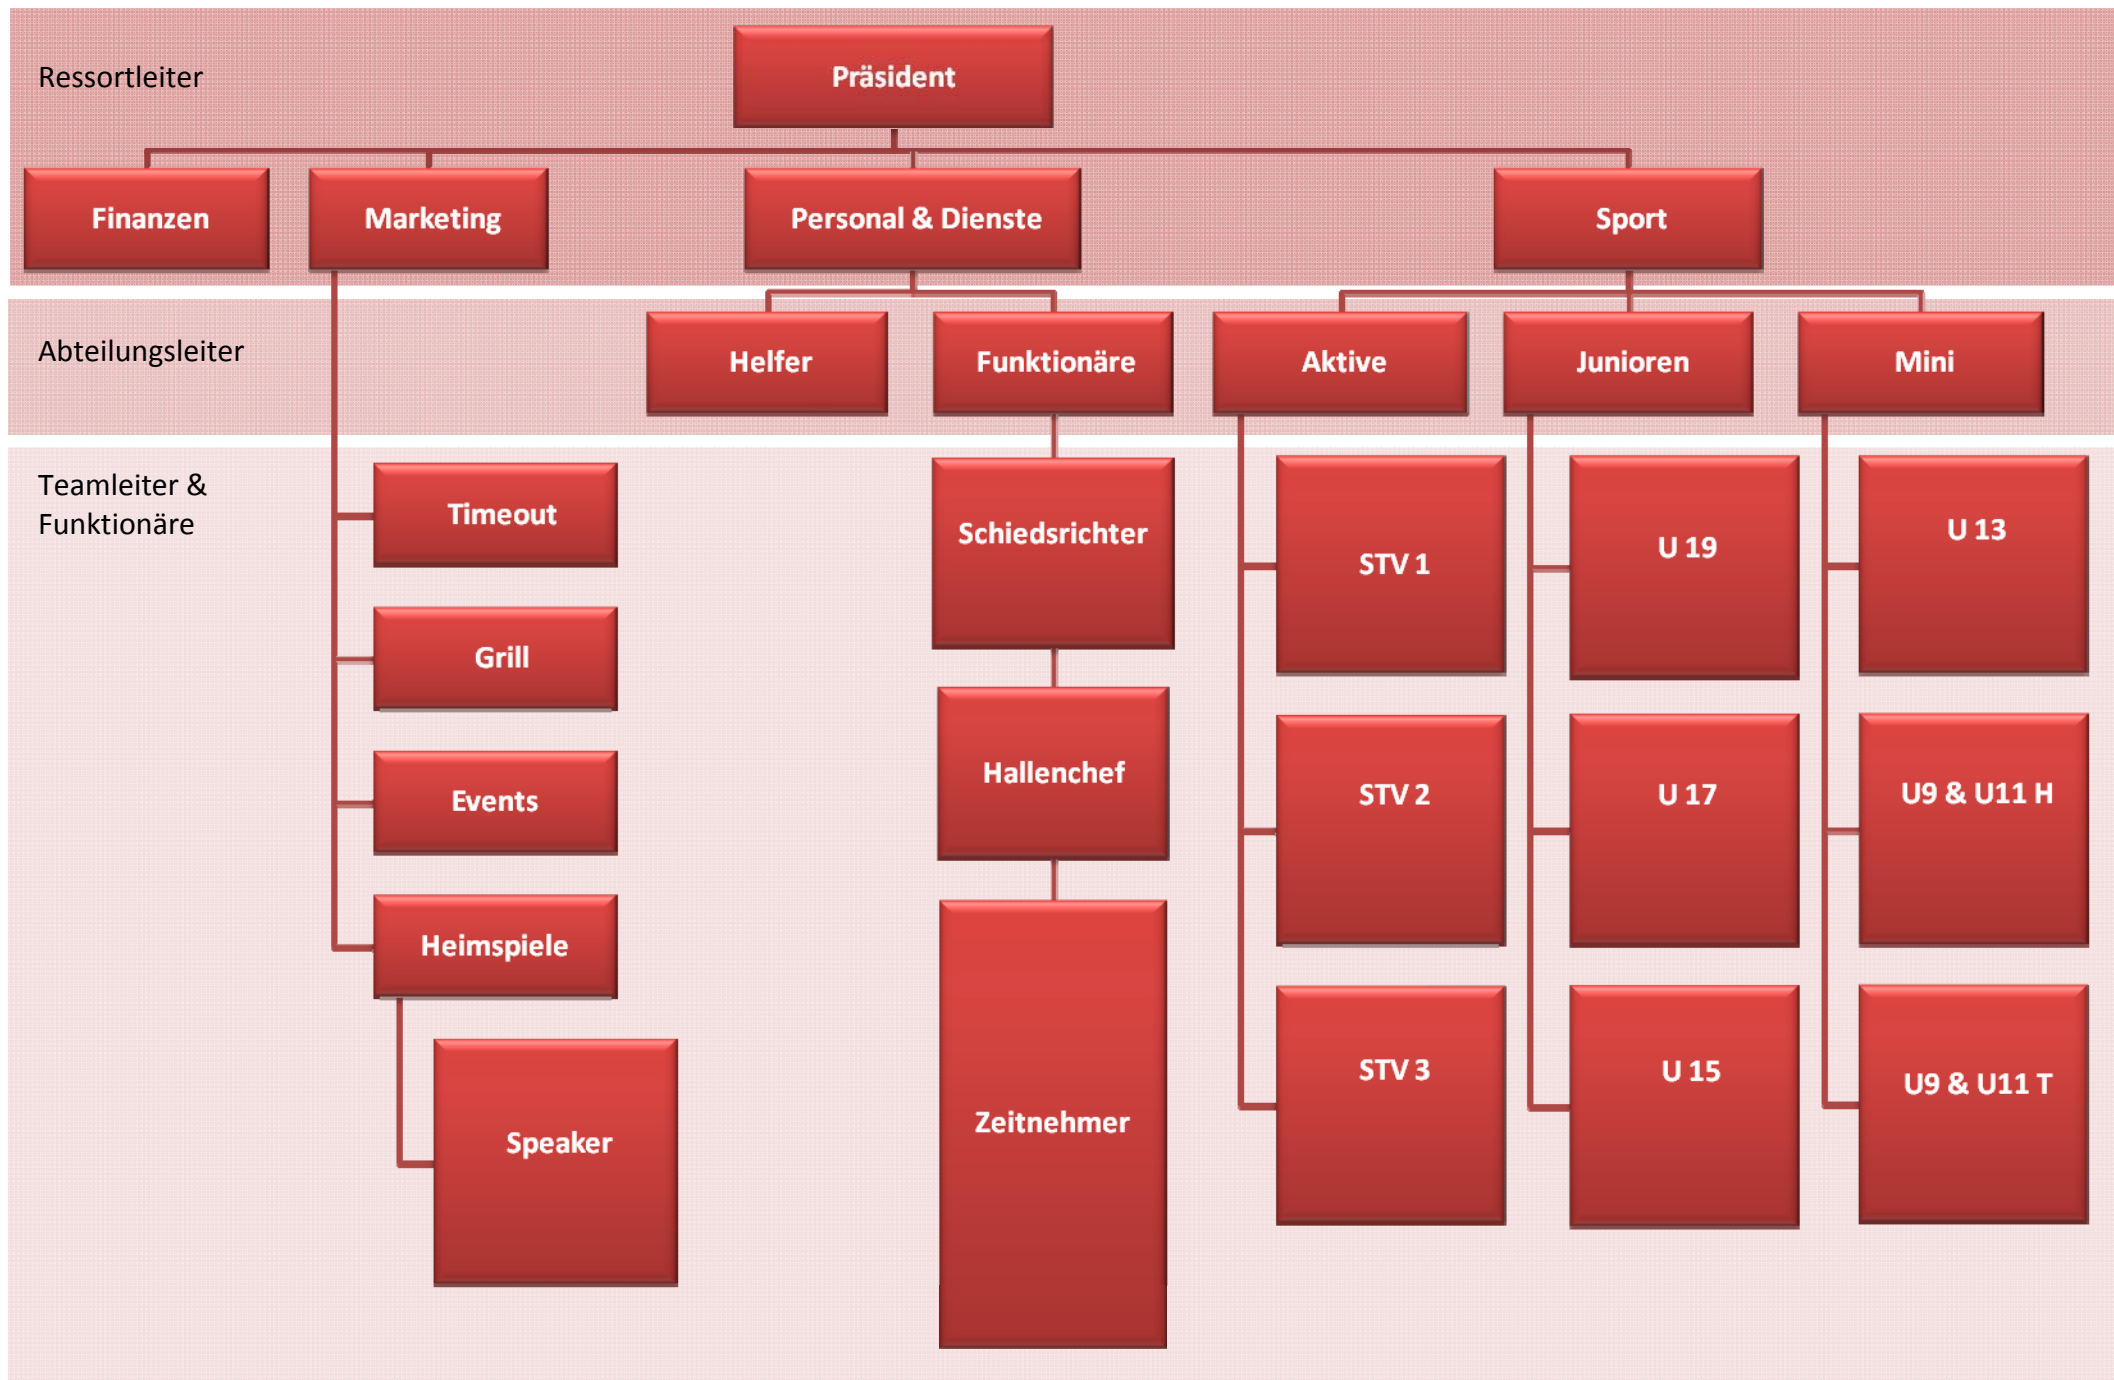 Ressortleiter
Präsident
Finanzen
Marketing
Personal & Dienste
Sport
Abteilungsleiter
Helfer
Funktionäre
Aktive
Junioren
Mini
Teamleiter &
Funktionäre
Timeout
Grill
Events
Heimspiele
Speaker
Schiedsrichter
Hallenchef
Zeitnehmer
STV 1
STV 2
STV 3
U 19
U 17
U 15
U 13
U9 & U11 H
U9 & U11 T